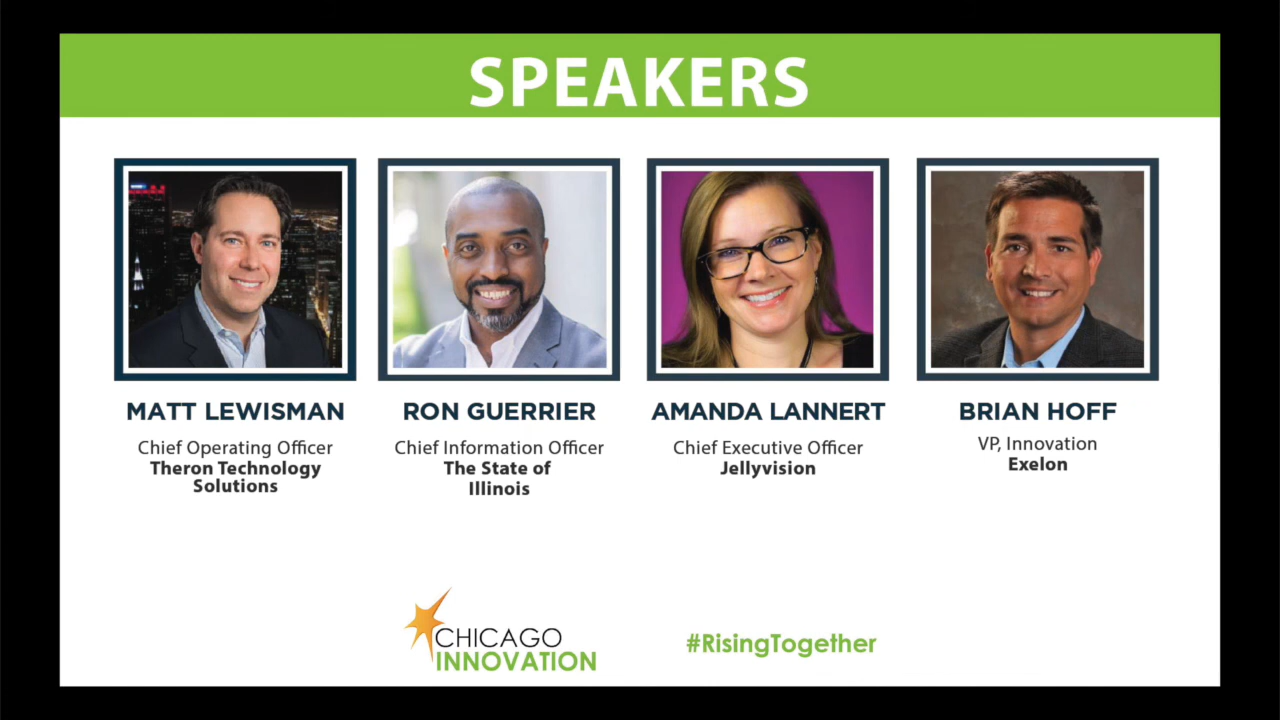 SPEAKERS
MATT LEWISMAN
Chief Operating Officer
Theron Technology
Solutions
RON GUERRIER
Chief Information Officer
The State of
Illinois
AMANDA LANNERT
Chief Executive Officer
Jellyvision
BRIAN HOFF
VP, Innovation
Exelon
CHICAGO
INNOVATION
#RisingTogether